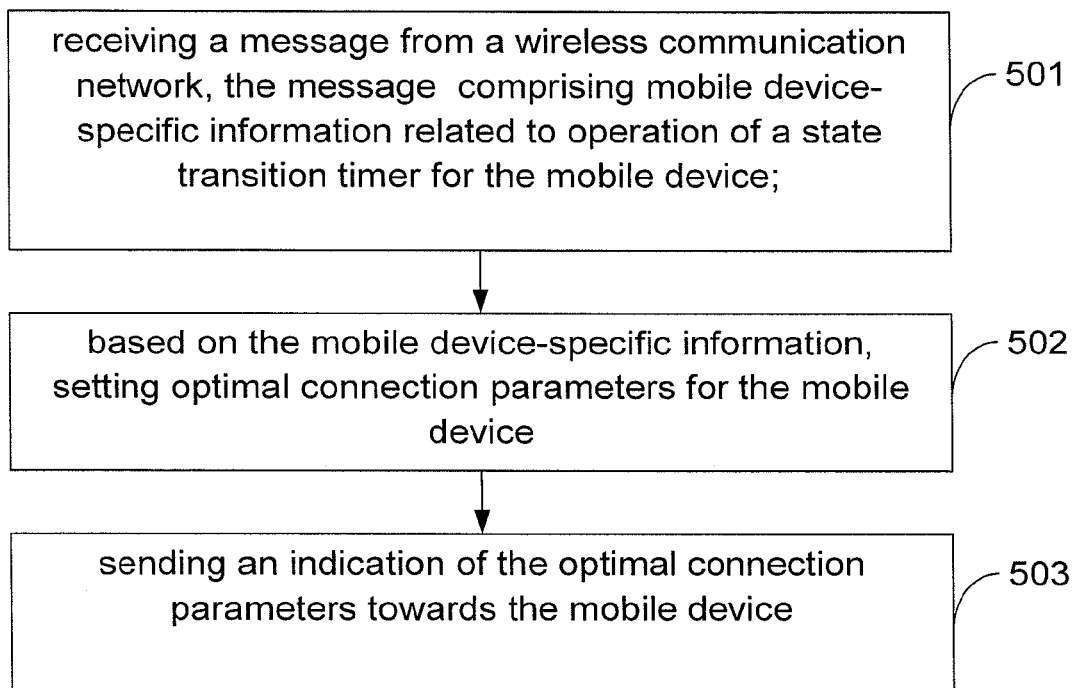 receiving a message from a wireless communication
network, the message comprising mobile device-
specific information related to operation of a state
transition timer for the mobile device;
501
based on the mobile device-specific information,
setting optimal connection parameters for the mobile
device
502
sending an indication of the optimal connection
parameters towards the mobile device
503